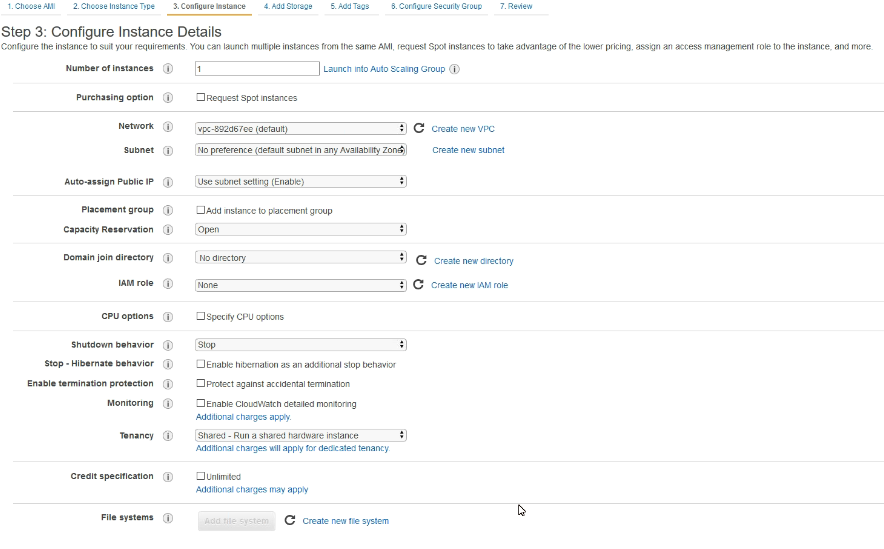 1. Choose AMI 2. Choose Instance Type 3. Configure Instance 4. Add Storage 5. Add Tags 6. Configure Security Group 7. Review
Step 3: Configure Instance Details
Configure the instance to suit your requirements. You can launch multiple instances from the same AMI, request Spot instances to take advantage of the lower pricing, assign an access management role to the instance, and more.
Number of instances 1 Launch into Auto Scaling Group
Purchasing option Request Spot instances
Network vpc-892d67ee (default) Create new VPC
Subnet No preference (default subnet in any Availability Zone) Create new subnet
Auto-assign Public IP Use subnet setting (Enable)
Placement group Add instance to placement group
Capacity Reservation Open
Domain join directory No directory Create new directory
IAM role None Create new IAM role
CPU options Specify CPU options
Shutdown behavior Stop
Stop - Hibernate behavior Enable hibernation as an additional stop behavior
Enable termination protection Protect against accidental termination
Monitoring Enable CloudWatch detailed monitoring
Additional charges apply.
Tenancy Shared - Run a shared hardware instance
Additional charges will apply for dedicated tenancy.
Credit specification Unlimited
Additional charges may apply
File systems Add file system Create new file system